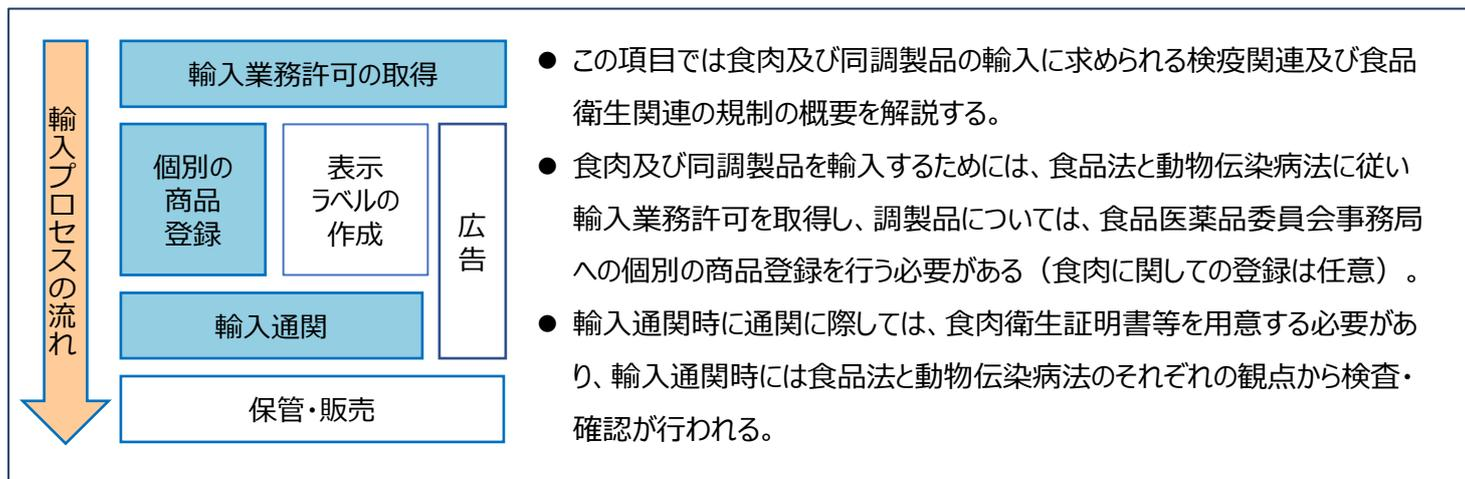 輸入プロセスの流れ
輸入業務許可の取得
個別の
商品
登録
表示
ラベルの
作成
広告
輸入通関
保管・販売
● この項目では食肉及び同調製品の輸入に求められる検疫関連及び食品
衛生関連の規制の概要を解説する。
● 食肉及び同調製品を輸入するためには、食品法と動物伝染病法に従い
輸入業務許可を取得し、調製品については、食品医薬品委員会事務局
への個別の商品登録を行う必要がある（食肉に関しての登録は任意）。
● 輸入通関時に通関に際しては、食肉衛生証明書等を用意する必要があ
り、輸入通関時には食品法と動物伝染病法のそれぞれの観点から検査・
確認が行われる。